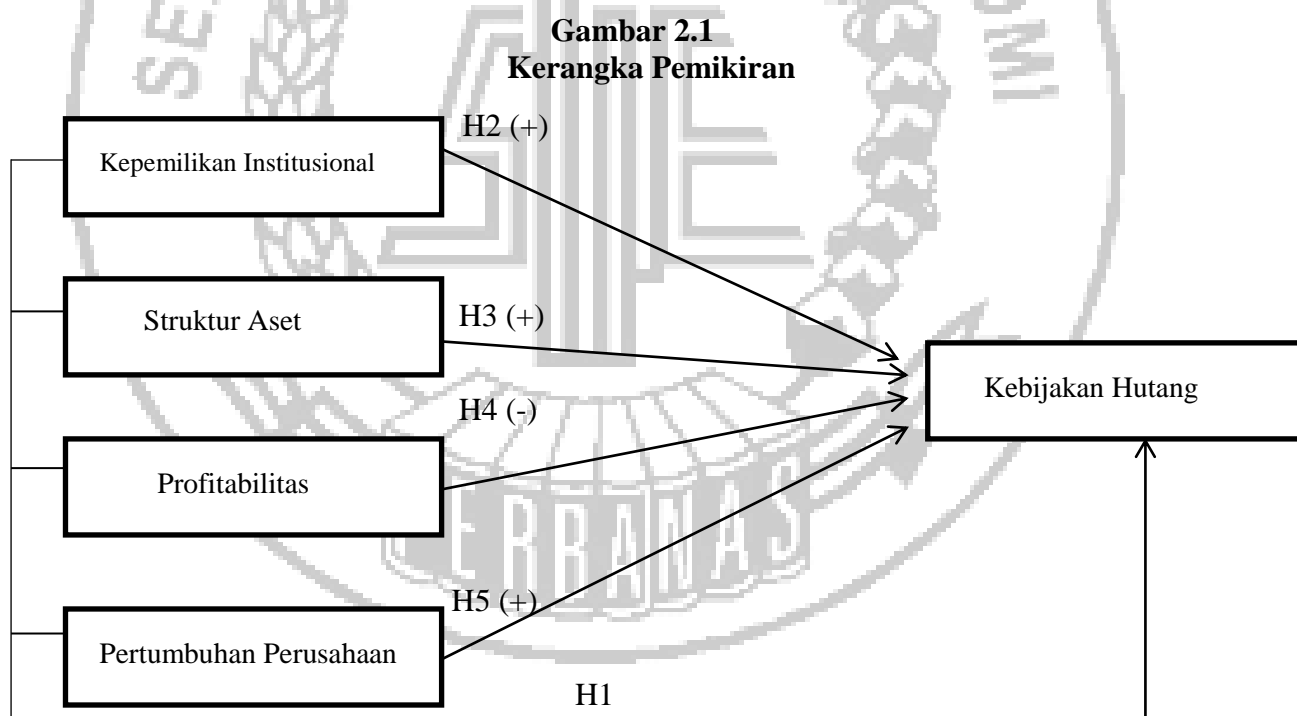 Gambar 2.1
Kerangka Pemikiran
H2 (+)
Kepemilikan Institusional
Struktur Aset
H3 (+)
Kebijakan Hutang
H4 (-)
Profitabilitas
H5 (+)
Pertumbuhan Perusahaan
H1